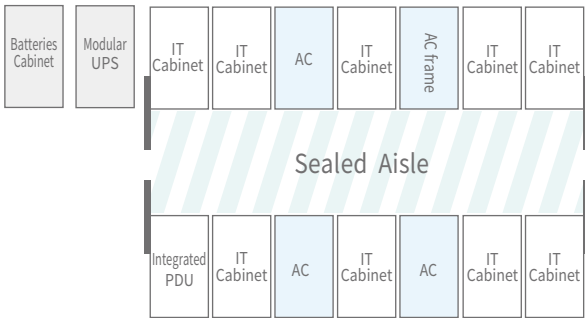 Batteries
Cabinet
Modular
UPS
IT
Cabinet
IT
Cabinet
AC
IT
Cabinet
AC frame
IT
Cabinet
IT
Cabinet
Sealed Aisle
Integrated
PDU
IT
Cabinet
AC
IT
Cabinet
AC
IT
Cabinet
IT
Cabinet